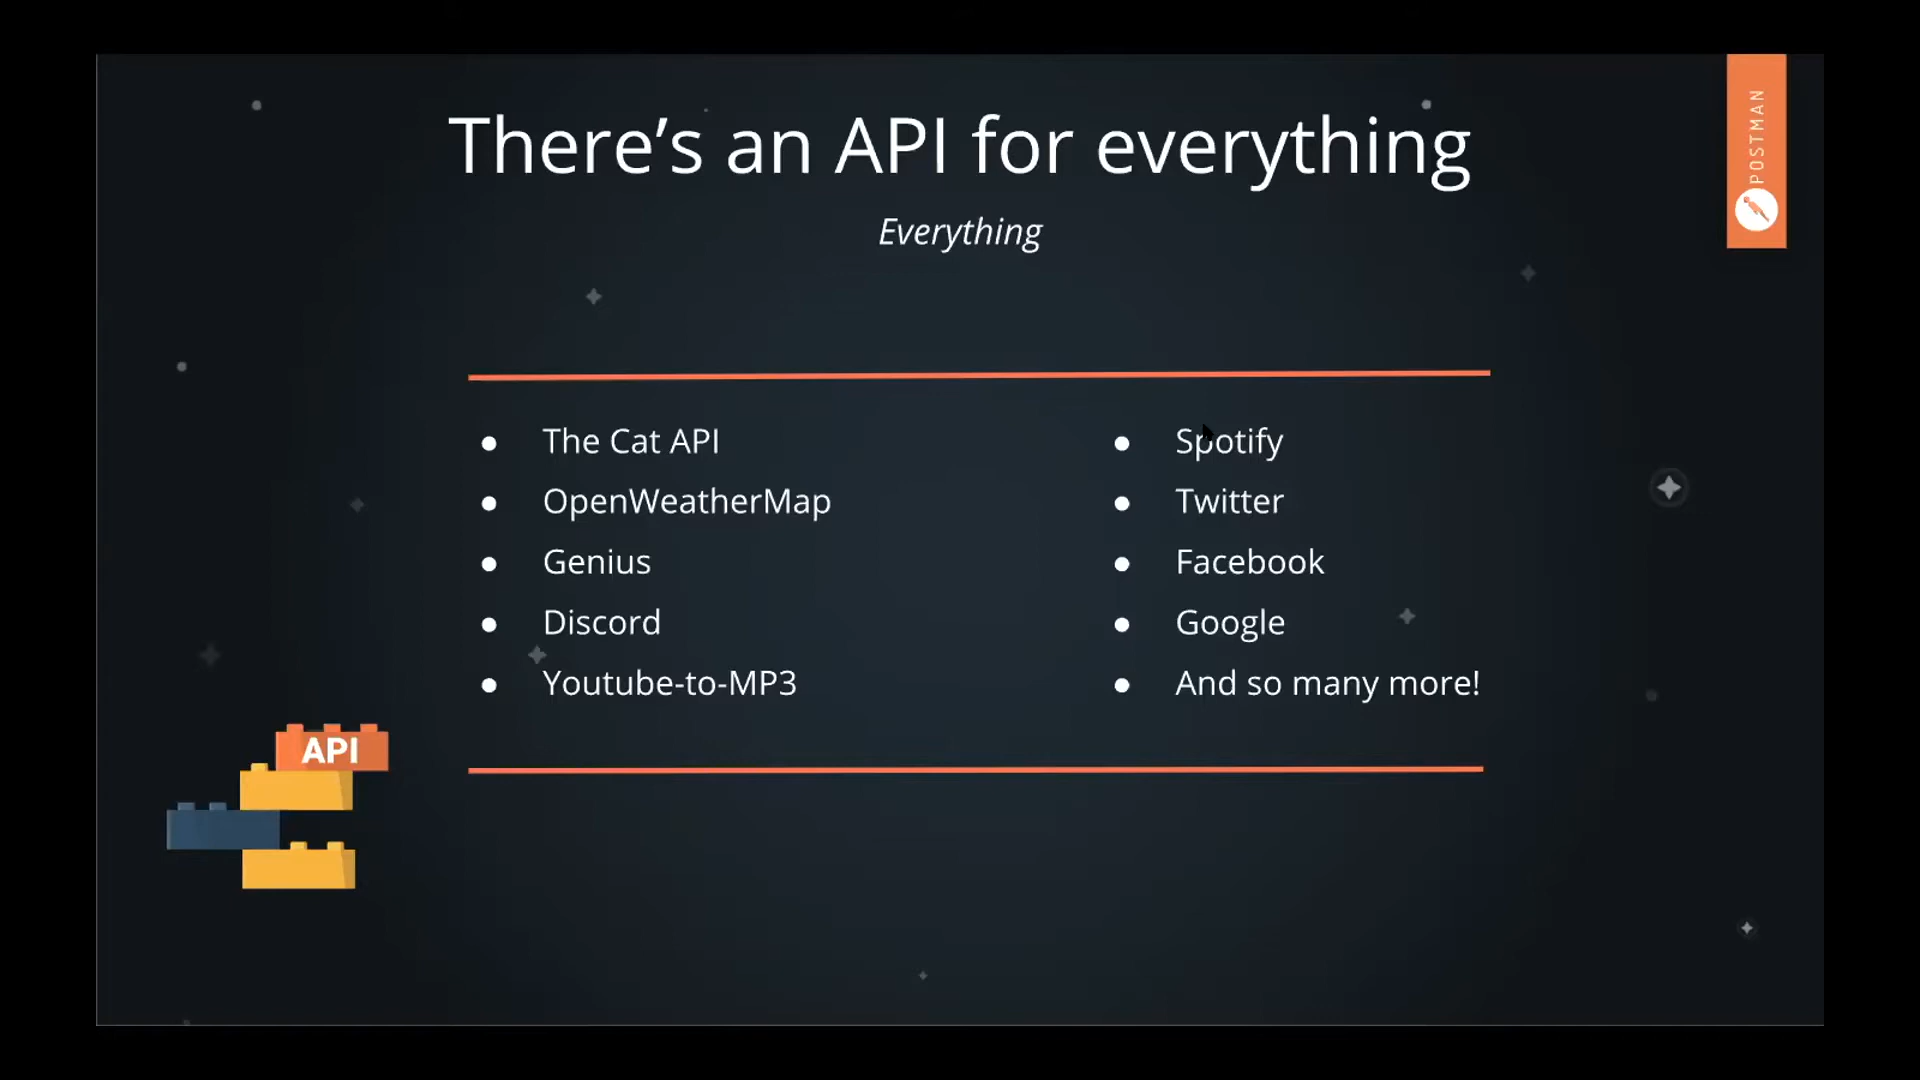 There’s an API for everything
Everything
POSTMAN
The Cat API
OpenWeatherMap
Genius
Discord
Youtube-to-MP3
Spotify
Twitter
Facebook
Google
And so many more!
API